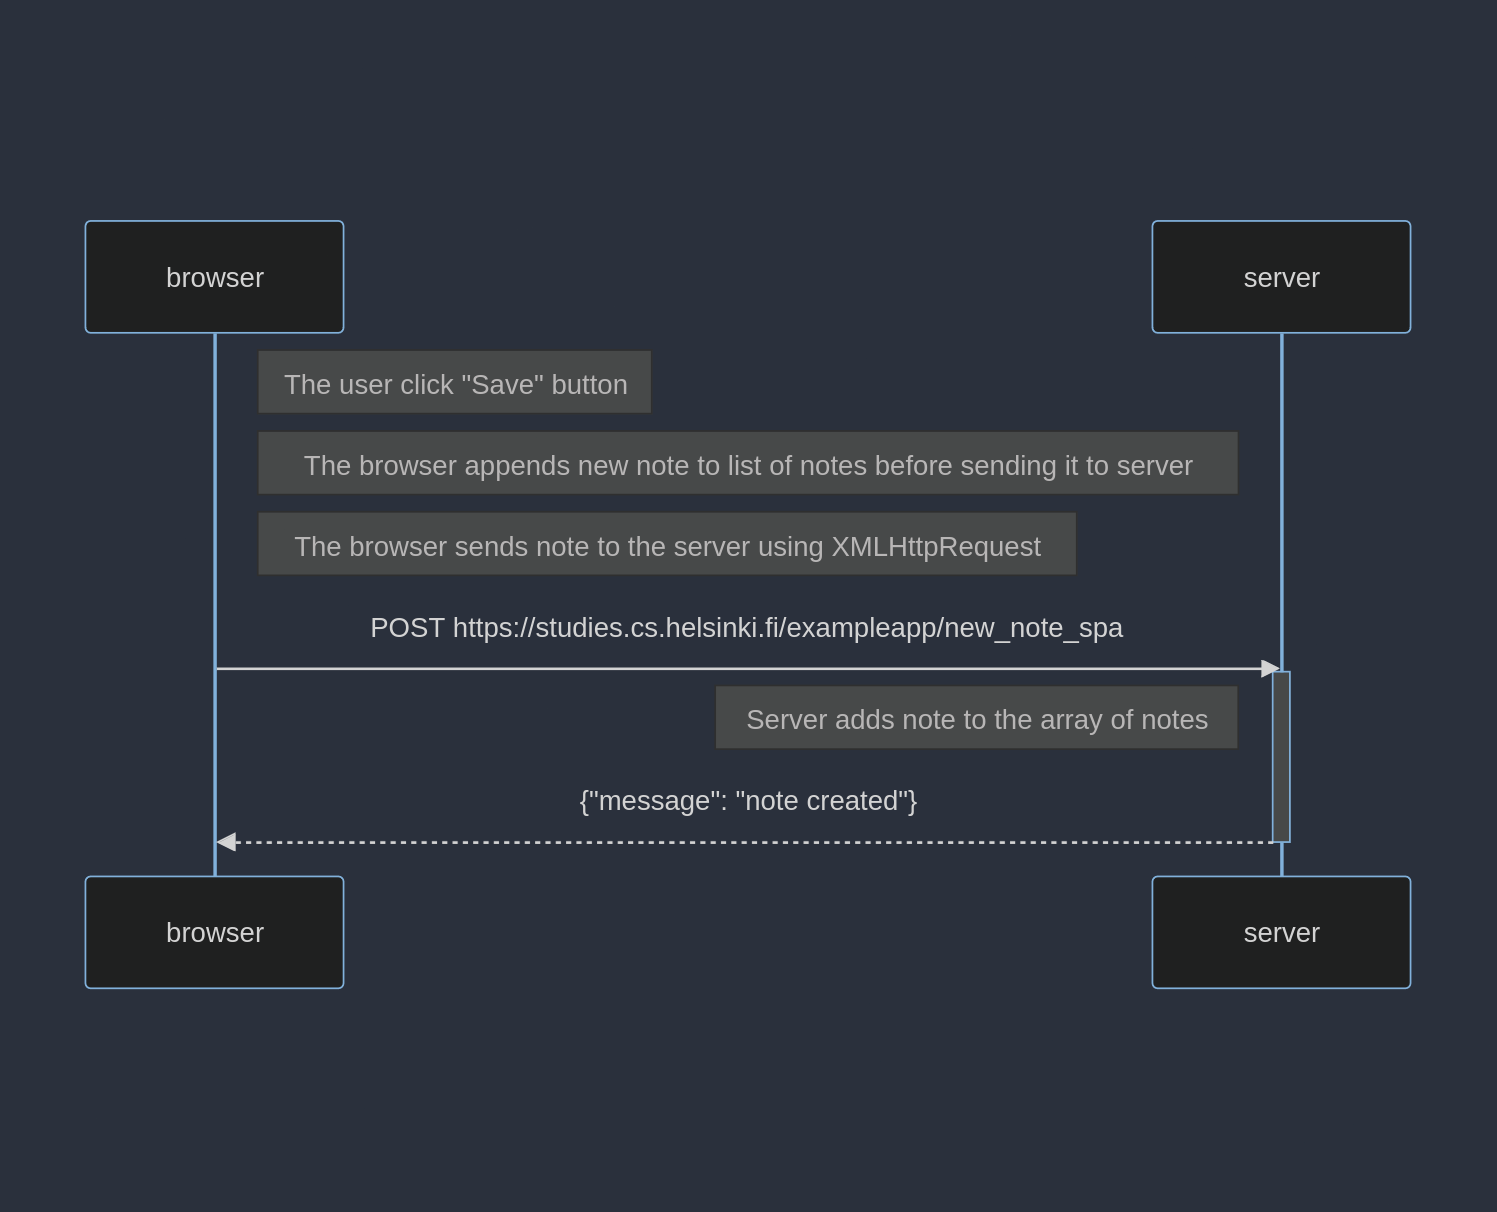 browser
server
The user click "Save" button
The browser appends new note to list of notes before sending it to server
The browser sends note to the server using XMLHttpRequest
POST https://studies.cs.helsinki.fi/exampleapp/new_note_spa
Server adds note to the array of notes
{"message": "note created"}
browser
server